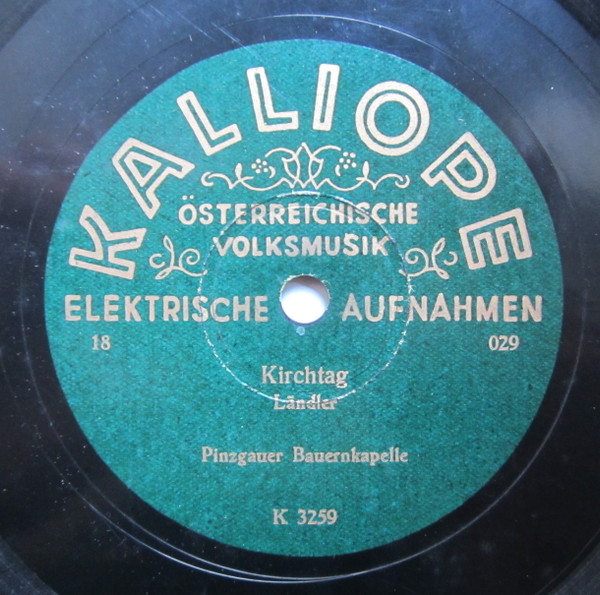 KALLIOPE
ÖSTERREICHISCHE
VOLKSMUSIK
ELEKTRISCHE AUFNAHMEN
18 029
Kirchtag
Ländler
Pinzgauer Bauernkapelle
K 3259